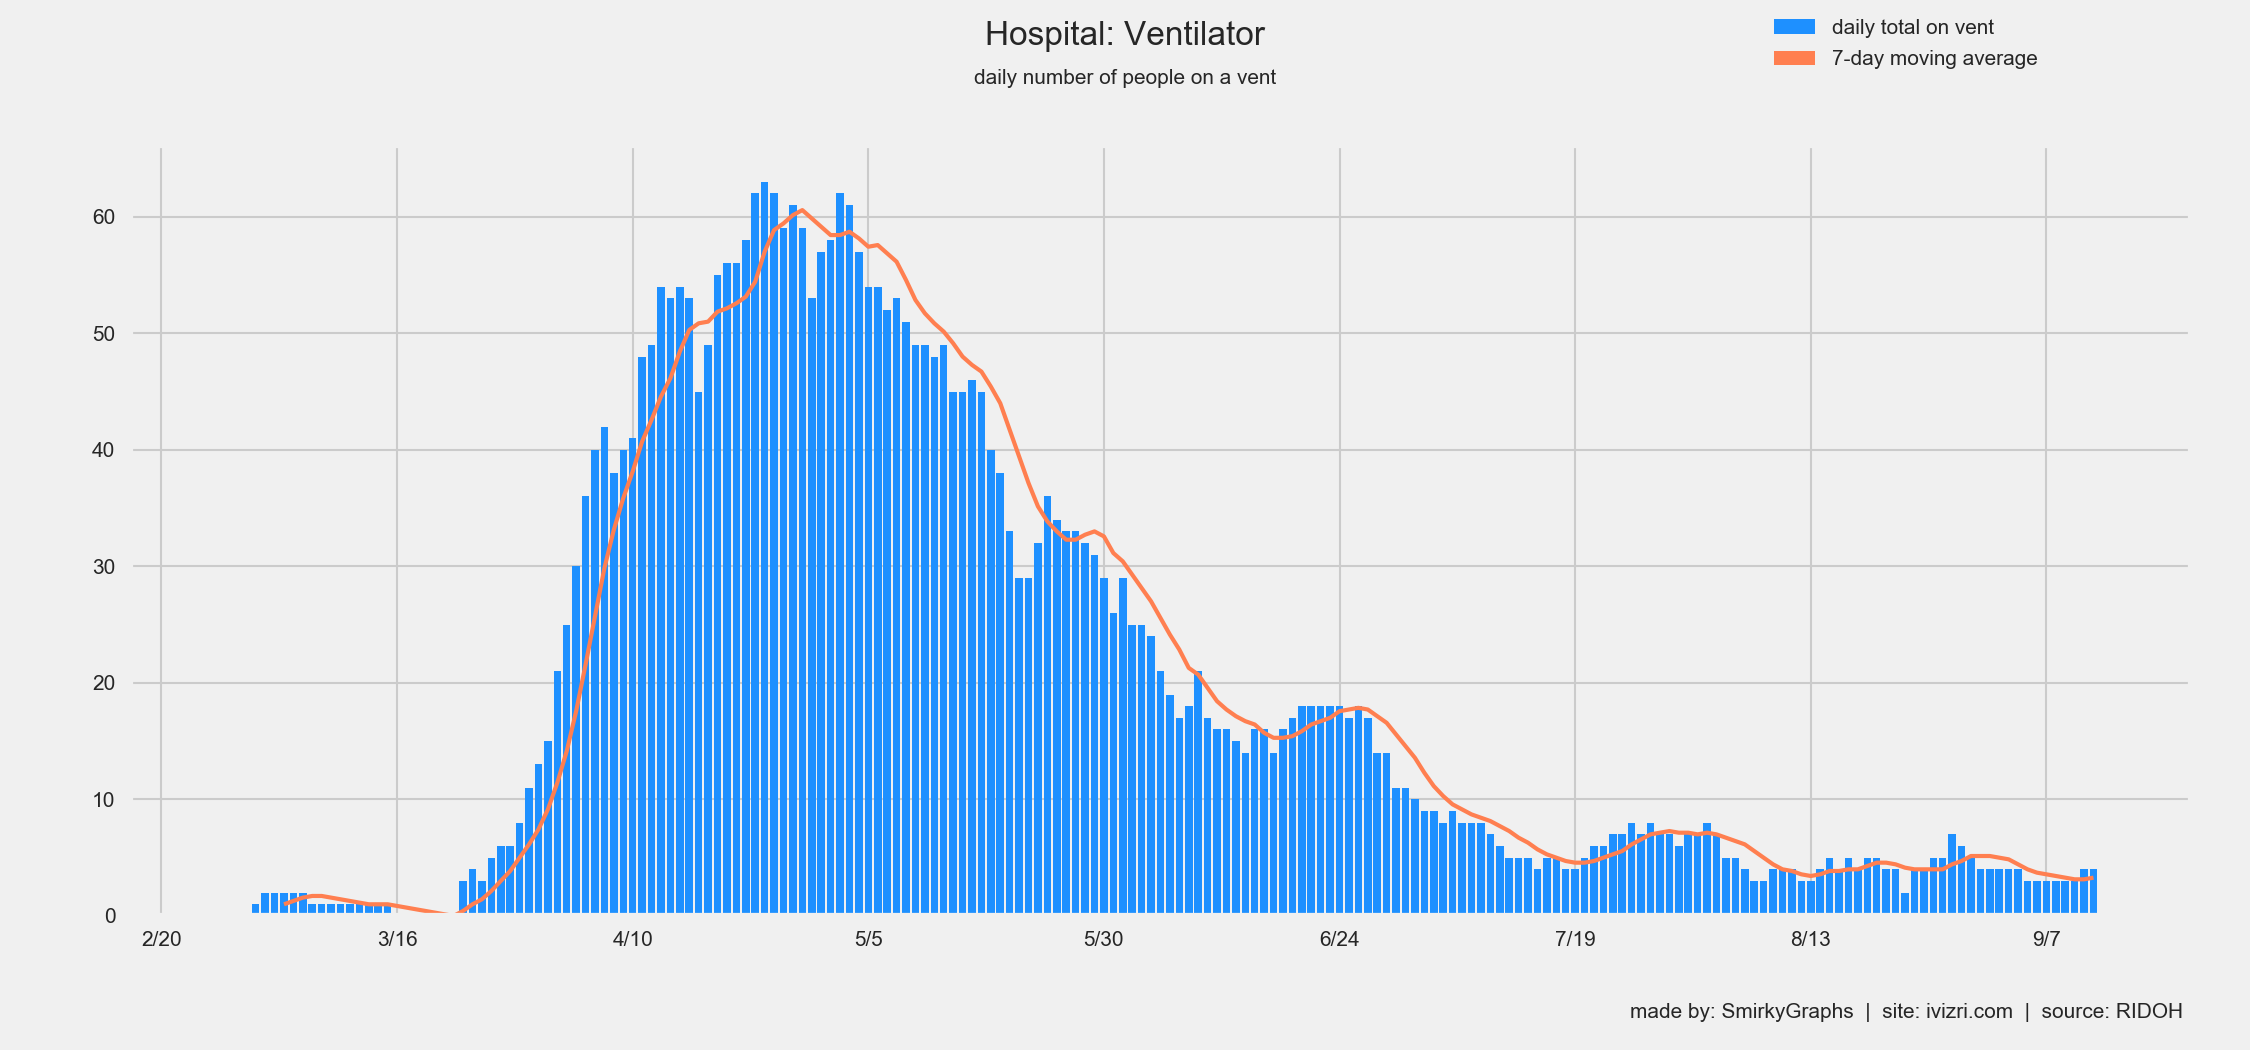 Hospital: Ventilator
daily number of people on a vent
daily total on vent
7-day moving average
60
50
40
30
20
10
0
2/20 3/16 4/10 5/5 5/30 6/24 7/19 8/13 9/7
made by: SmirkyGraphs | site: ivizri.com | source: RIDOH